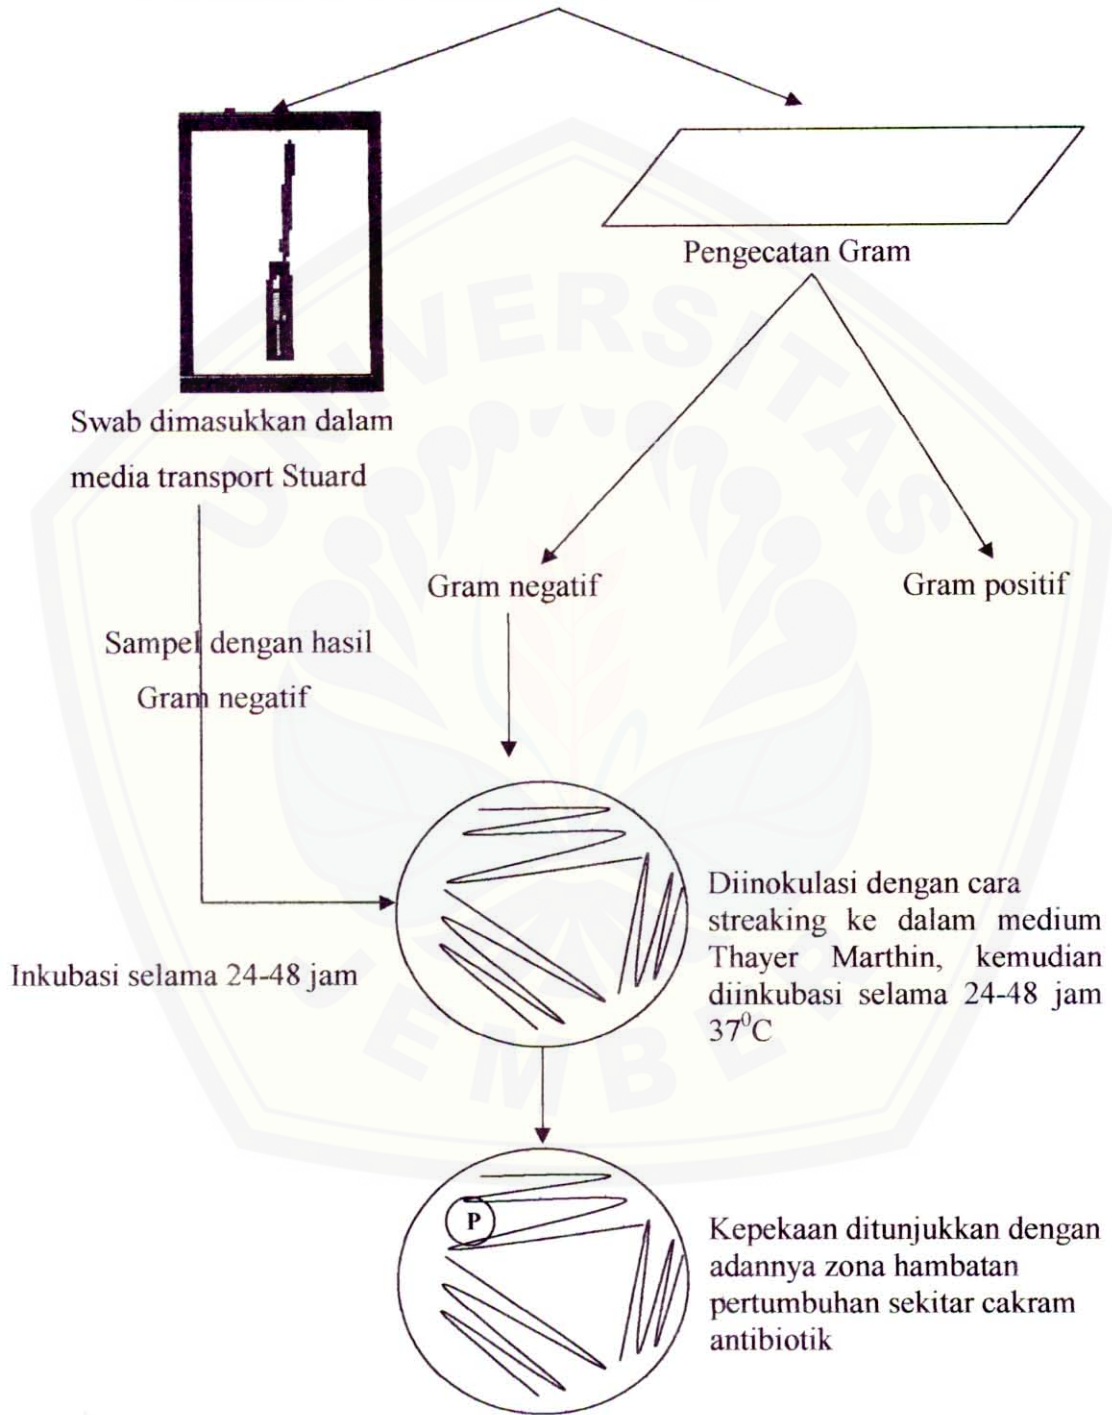 Pengecatan Gram
Swab dimasukkan dalam
media transport Stuard
Gram negatif
Gram positif
Sampel dengan hasil
Gram negatif
Diinokulasi dengan cara
streaking ke dalam medium
Thayer Marthin, kemudian
diinkubasi selama 24-48 jam
37⁰C
Inkubasi selama 24-48 jam
P
Kepekaan ditunjukkan dengan
adannya zona hambatan
pertumbuhan sekitar cakram
antibiotik
UNIVERSITAS
JEMBER